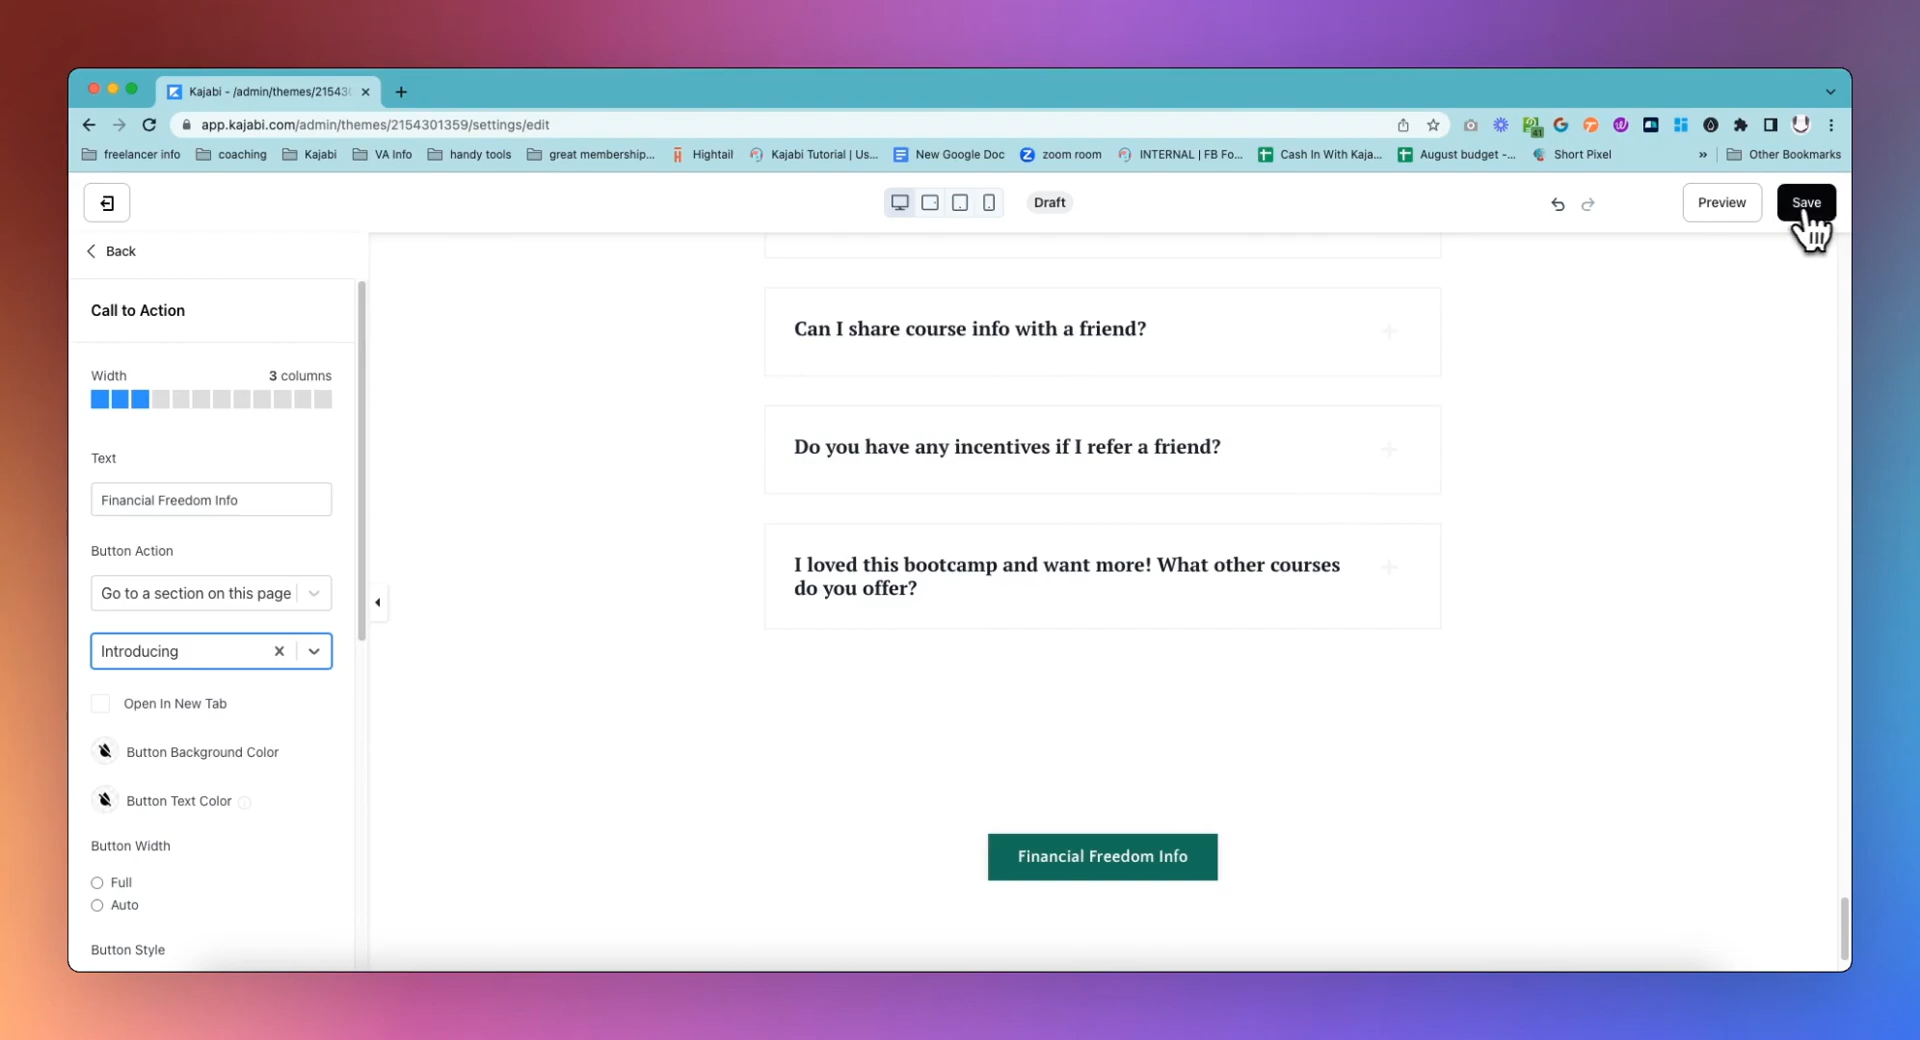 Kajabi - /admin/themes/21543
app.kajabi.com/admin/themes/2154301359/settings/edit
41
freelancer info
coaching
Kajabi
VA Info
handy tools
great membership...
Hightail
Kajabi Tutorial | Us...
New Google Doc
zoom room
INTERNAL | FB Fo...
Cash In With Kaja...
August budget -...
Short Pixel
»
Other Bookmarks
Draft
Preview
Save
Back
Call to Action
Width
3 columns
Text
Financial Freedom Info
Button Action
Go to a section on this page
Introducing
Open In New Tab
Button Background Color
Button Text Color
Button Width
Full
Auto
Button Style
Can I share course info with a friend?
Do you have any incentives if I refer a friend?
I loved this bootcamp and want more! What other courses
do you offer?
Financial Freedom Info